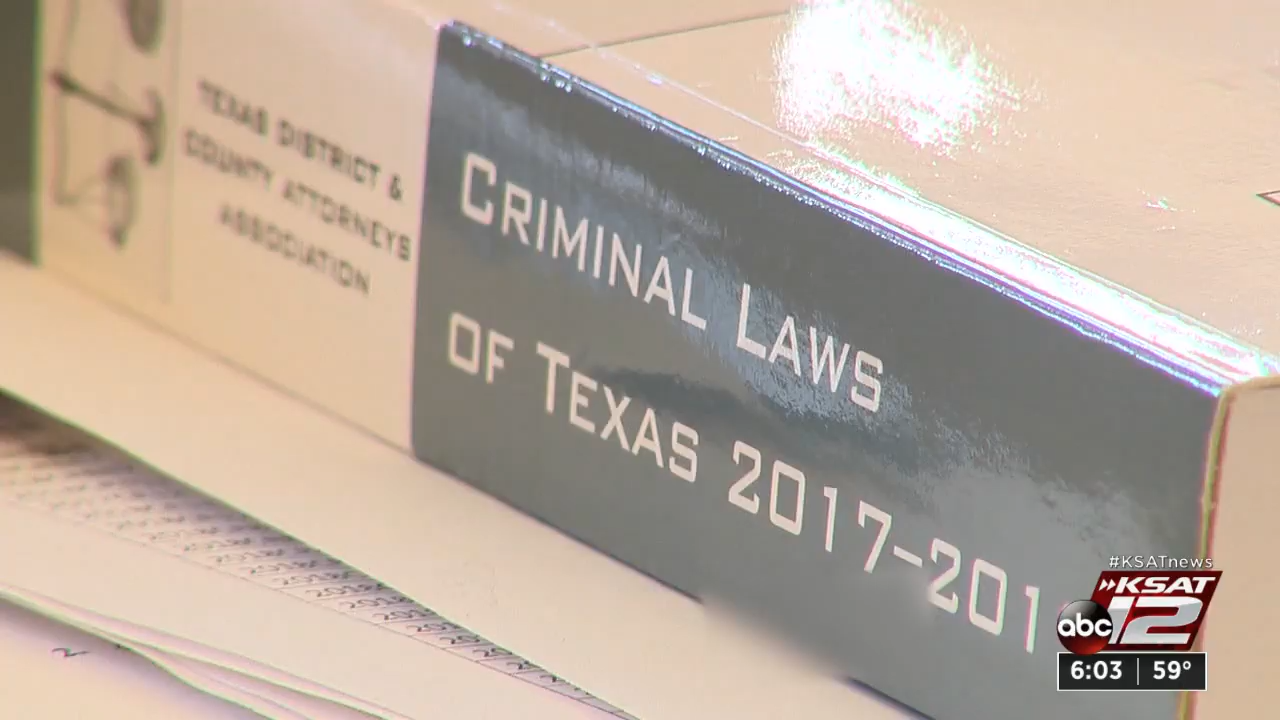 TEXAS DISTRICT &
COUNTY ATTORNEYS
ASSOCIATION
CRIMINAL LAWS
OF TEXAS 2017-201
#KSATnews
KSAT
abc 12
6:03 59°